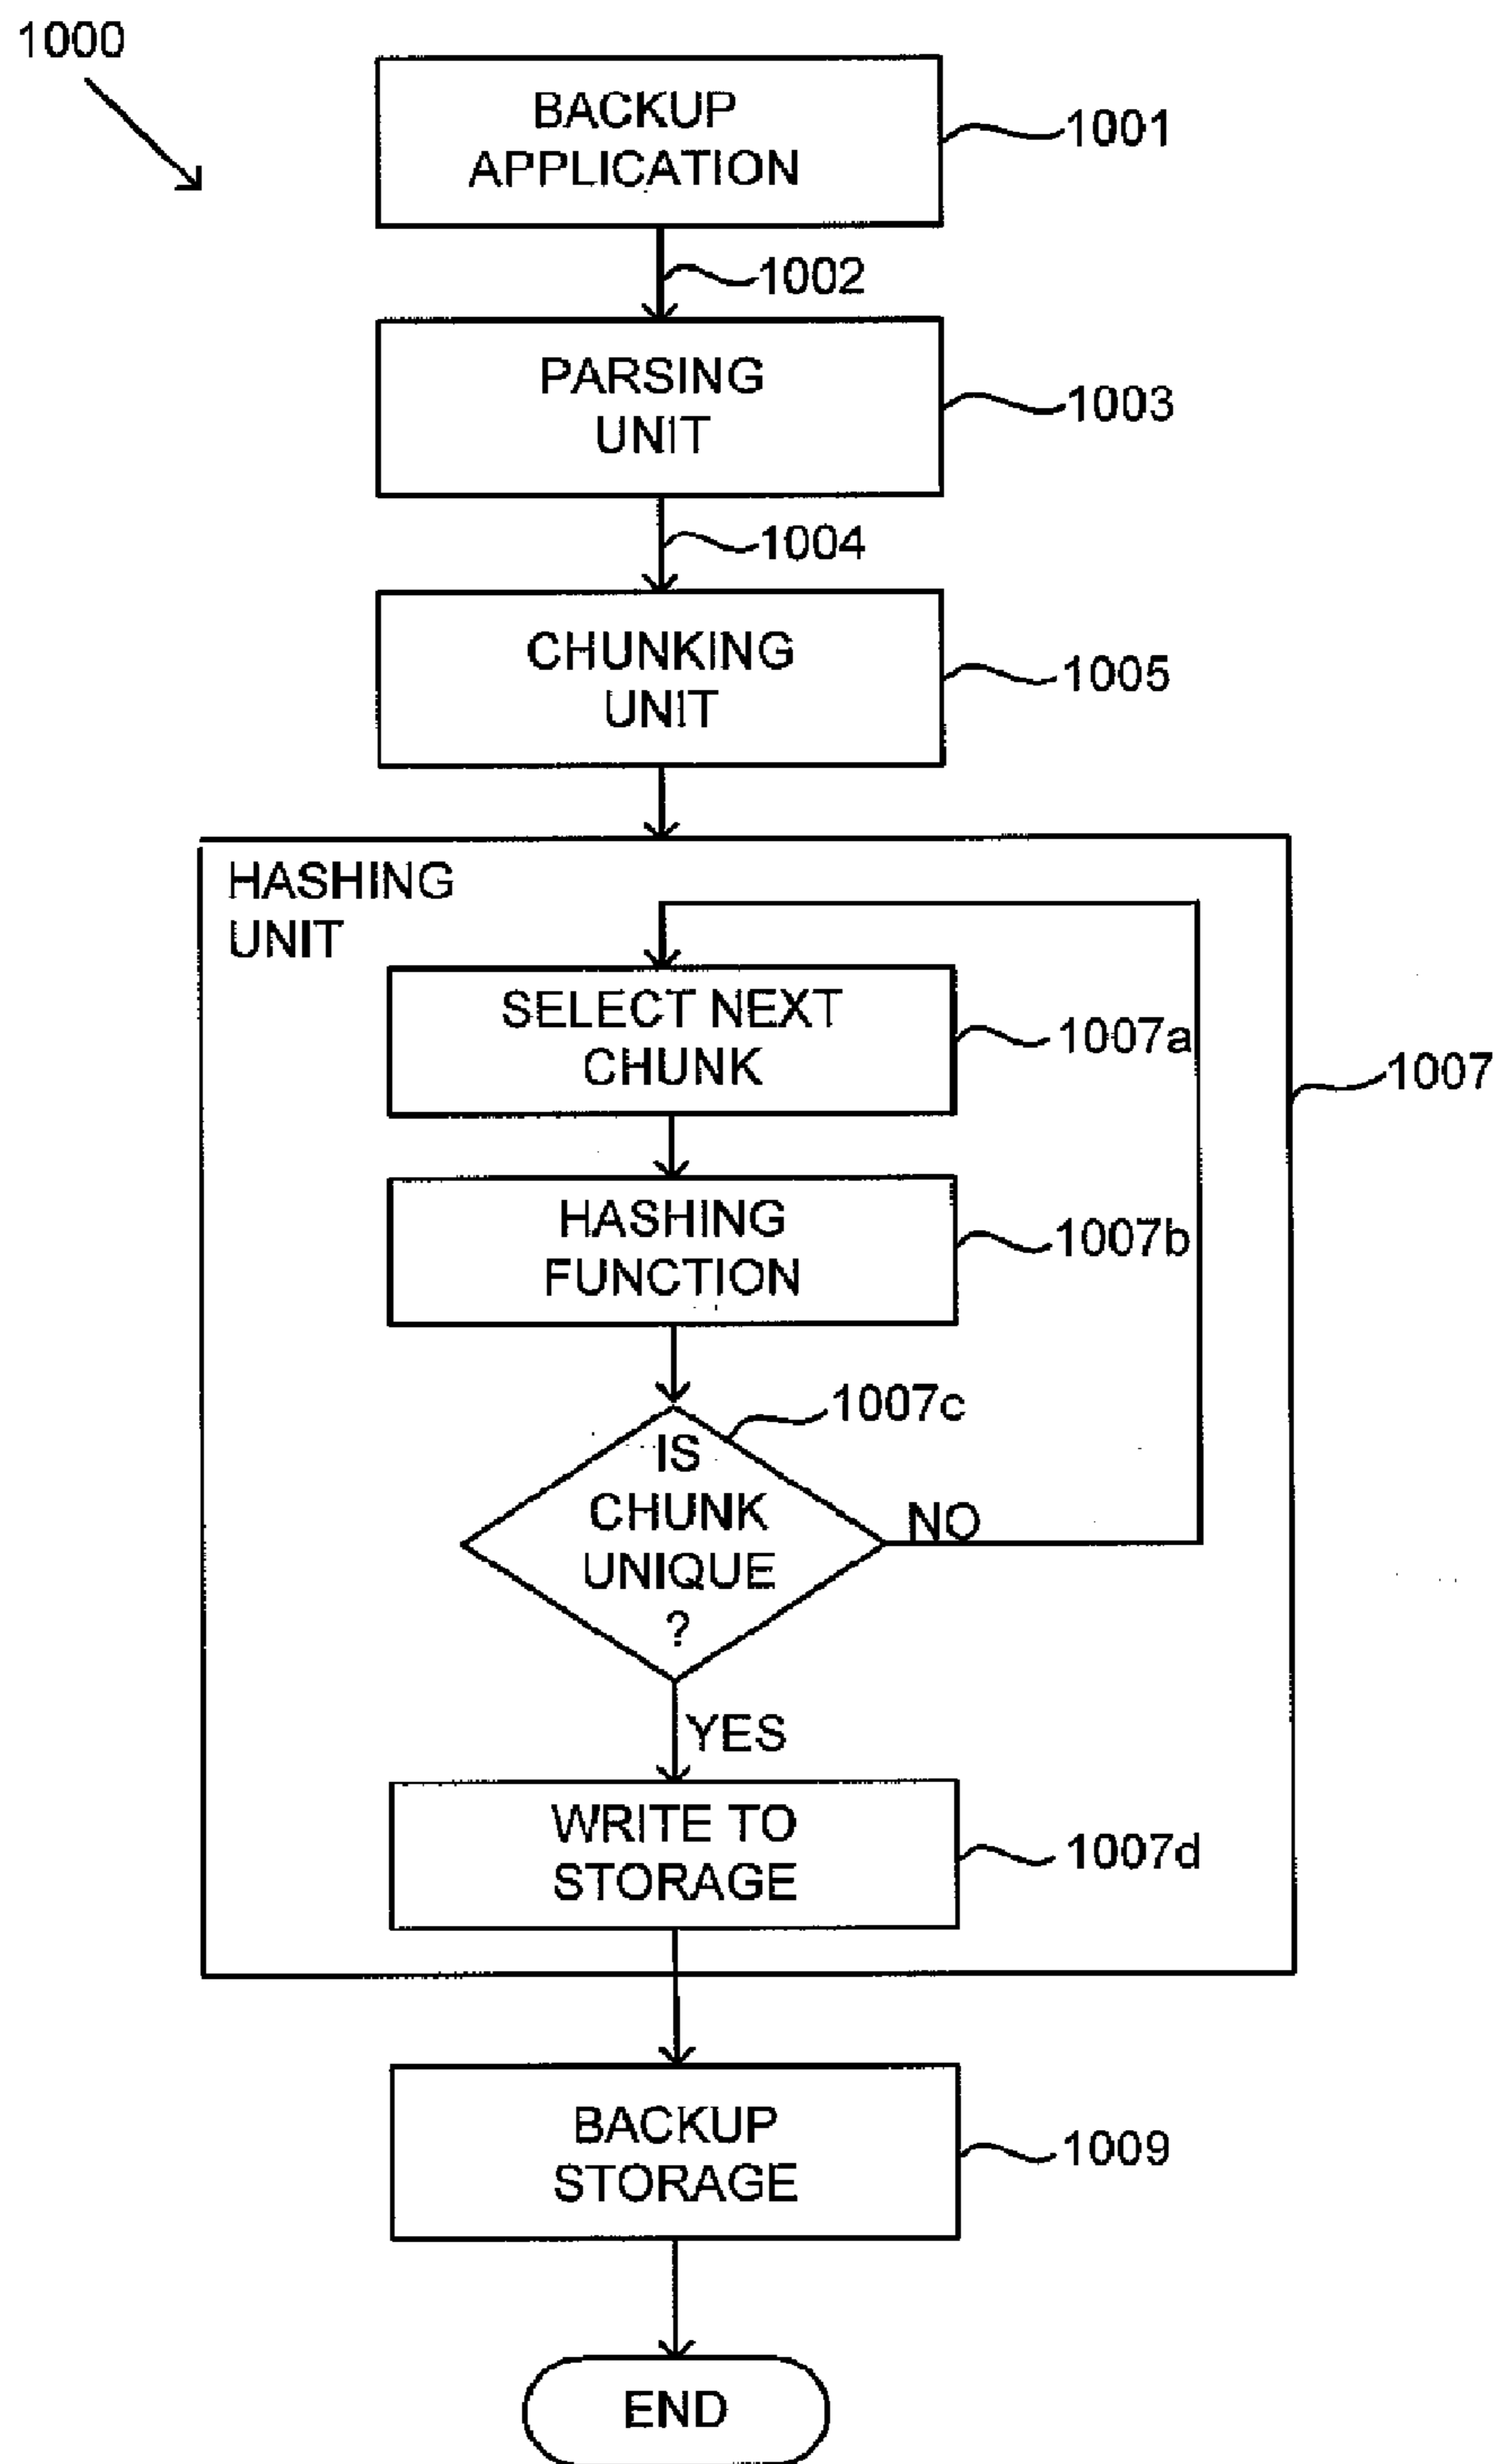 1000
BACKUP
APPLICATION
1001
1002
PARSING
UNIT
1003
1004
CHUNKING
UNIT
1005
HASHING
UNIT
SELECT NEXT
CHUNK
1007a
1007
HASHING
FUNCTION
1007b
1007c
IS
CHUNK
UNIQUE
?
NO
YES
WRITE TO
STORAGE
1007d
BACKUP
STORAGE
1009
END